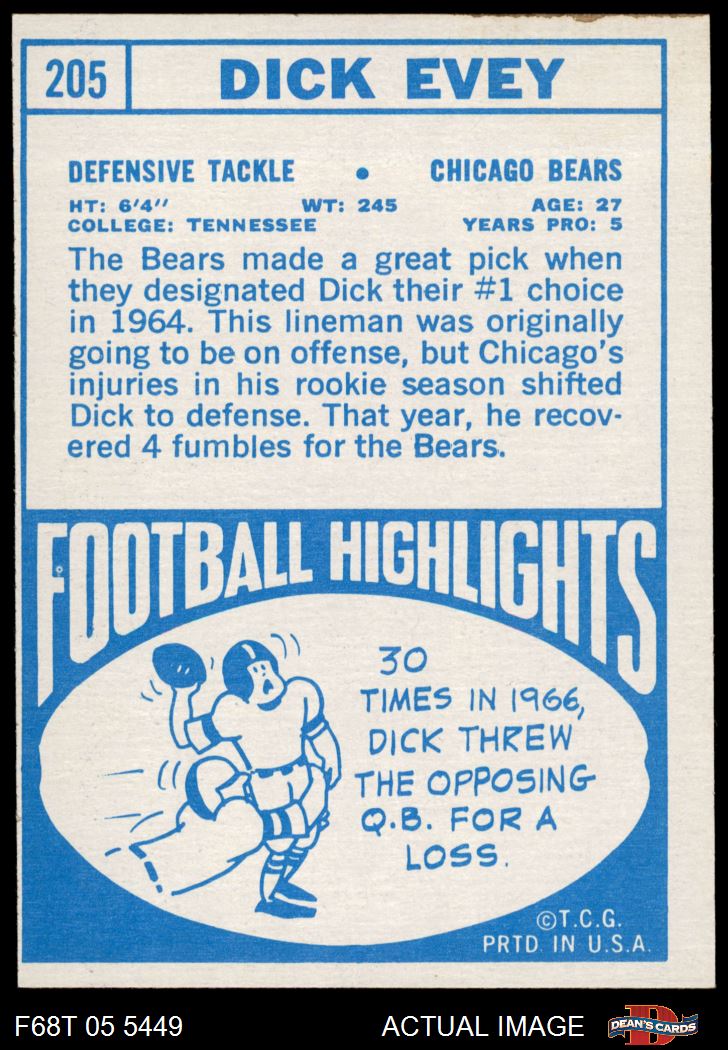 205 DICK EVEY
DEFENSIVE TACKLE • CHICAGO BEARS
HT: 6'4" WT: 245 AGE: 27
COLLEGE: TENNESSEE YEARS PRO: 5
The Bears made a great pick when
they designated Dick their #1 choice
in 1964. This lineman was originally
going to be on offense, but Chicago's
injuries in his rookie season shifted
Dick to defense. That year, he recov-
ered 4 fumbles for the Bears.
FOOTBALL HIGHLIGHTS
30
TIMES IN 1966,
DICK THREW
THE OPPOSING
Q.B. FOR A
LOSS.
©T.C.G.
PRTD. IN U.S.A.
F68T 05 5449 ACTUAL IMAGE DEAN'S CARDS